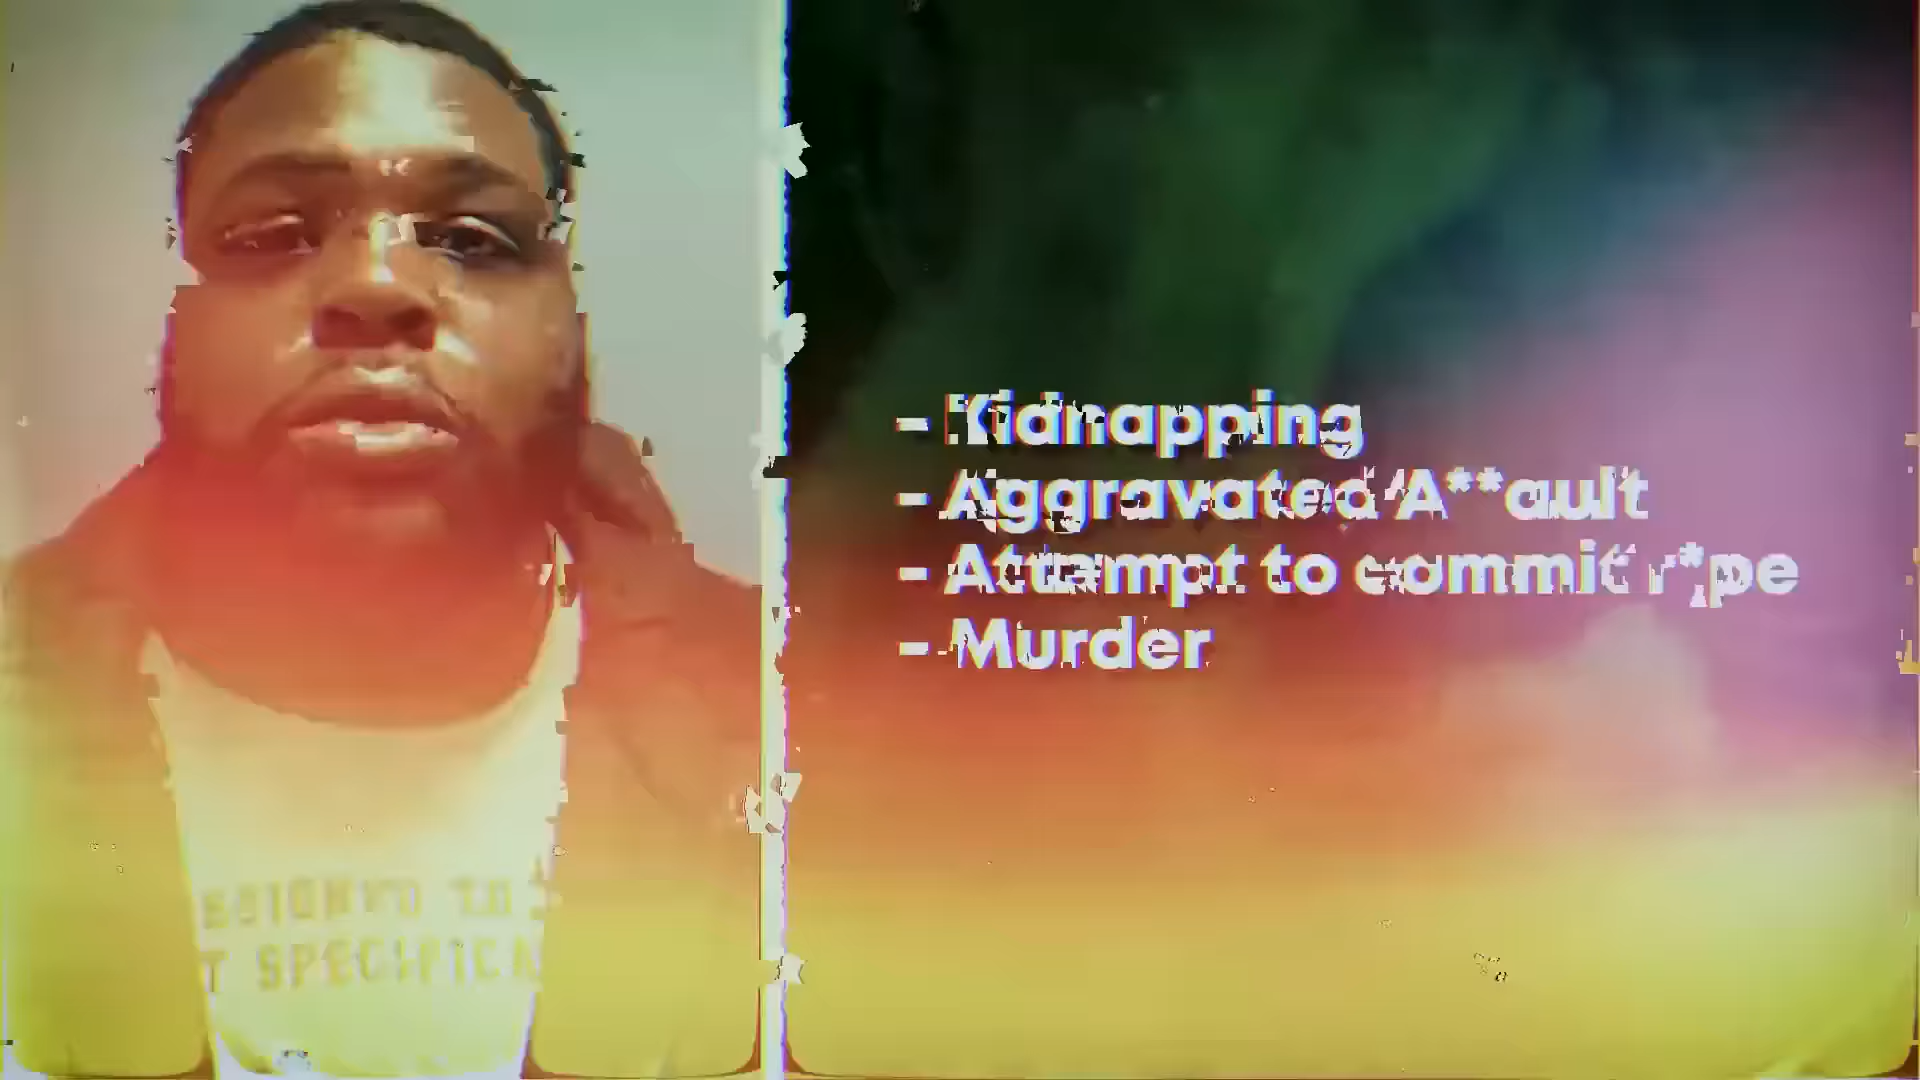 - Kidnapping
- Aggravated A**ault
- Attempt to commit r*pe
- Murder